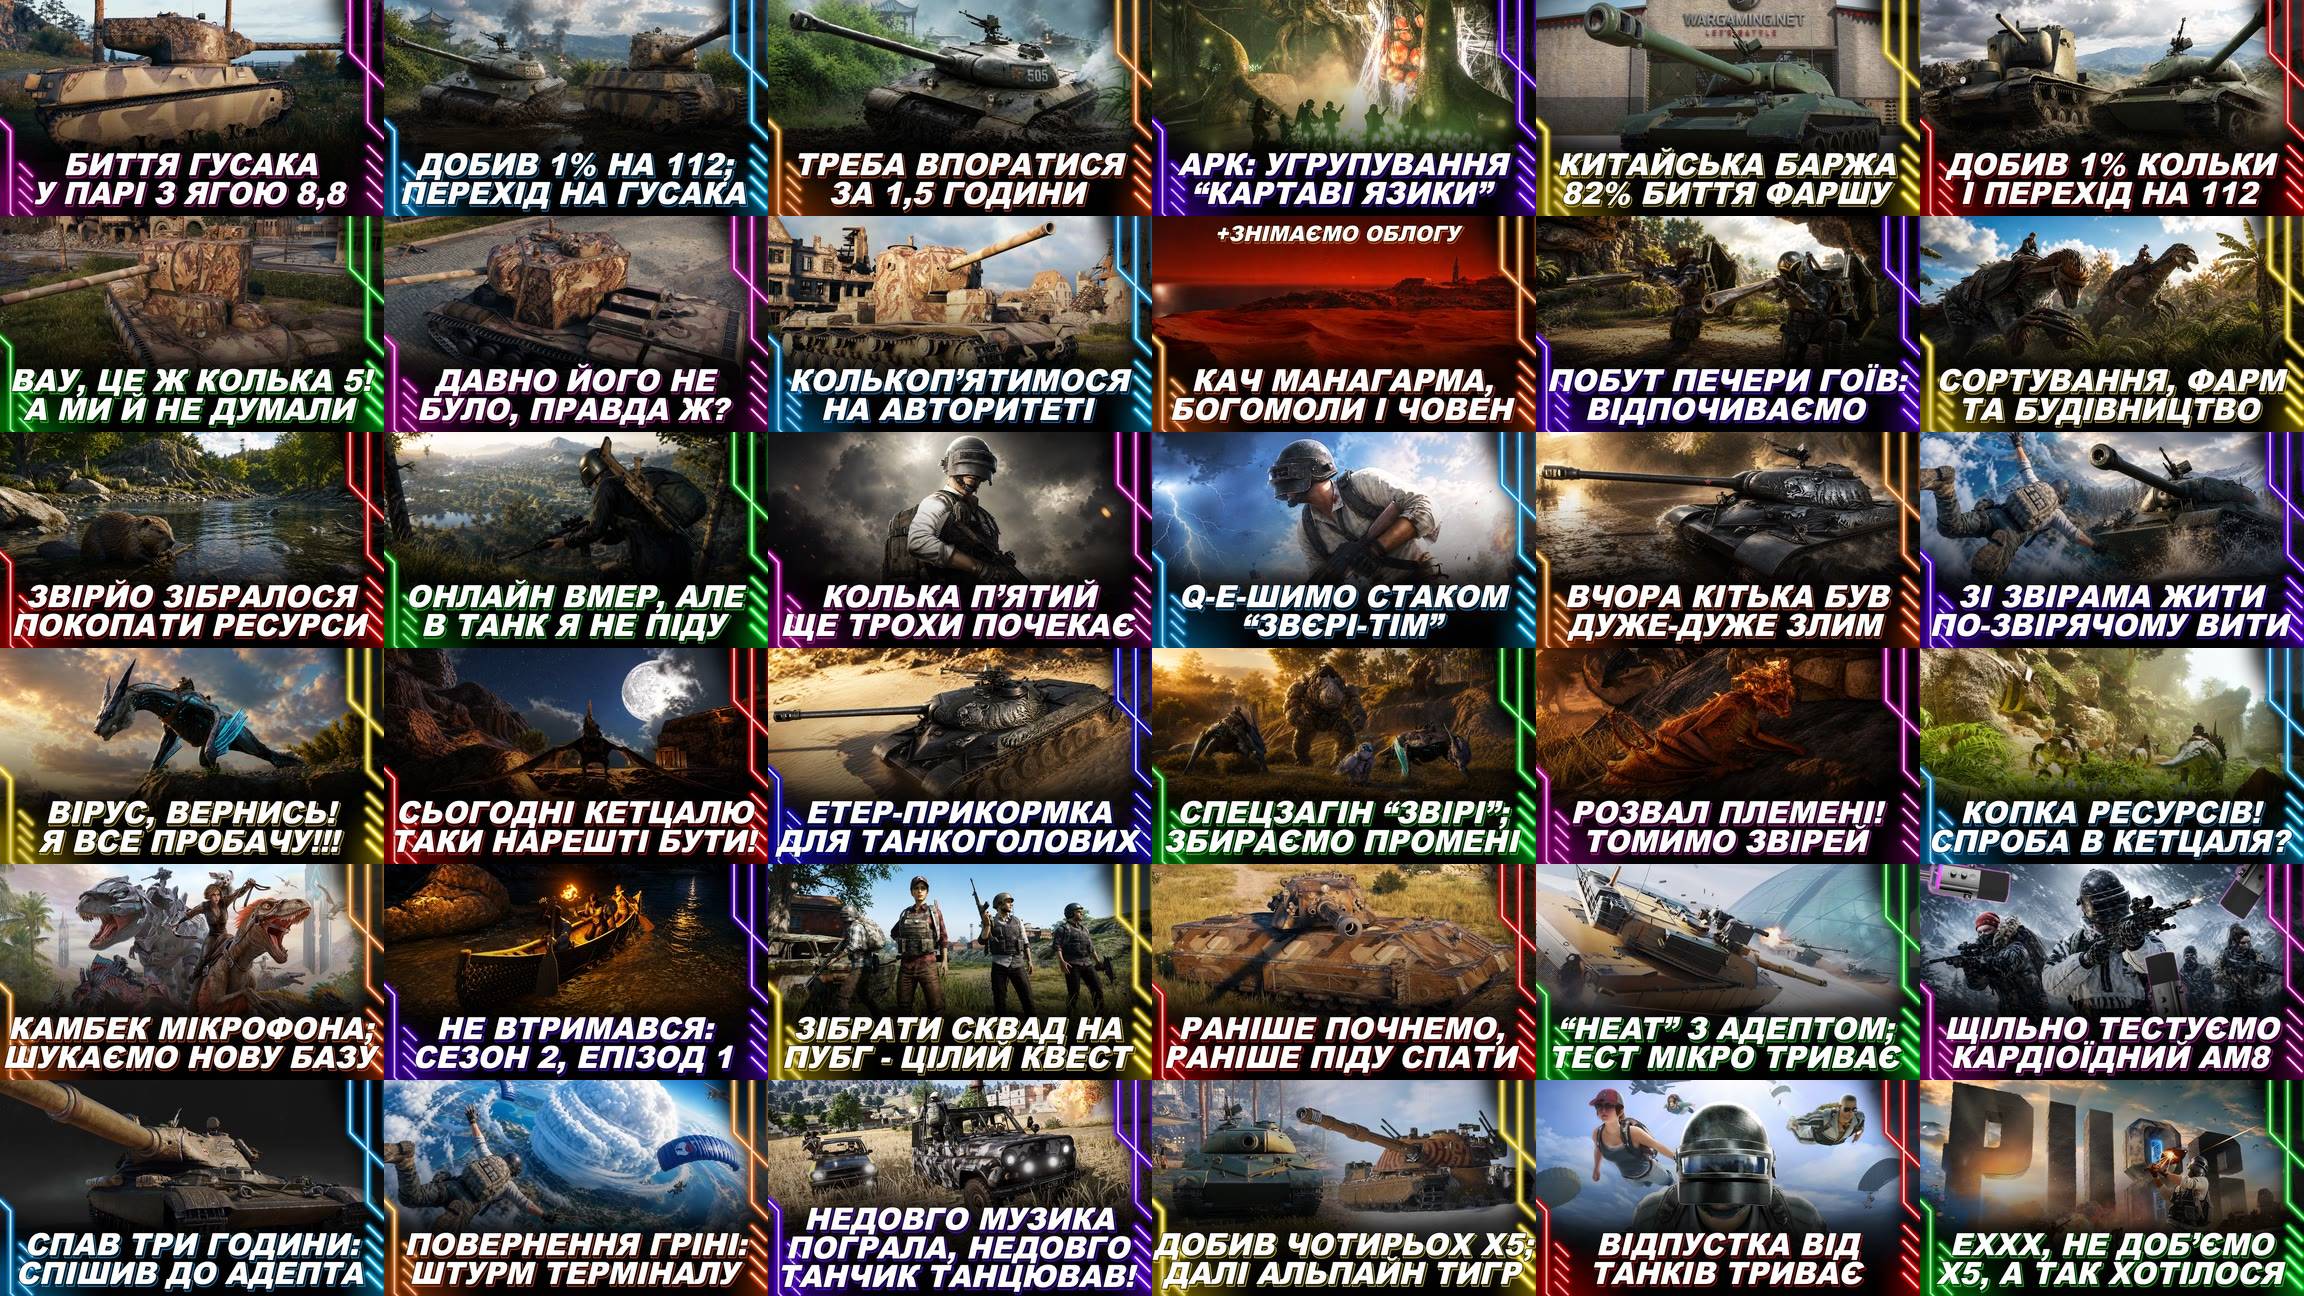 БИТТЯ ГУСАКА
У ПАРІ З ЯГОЮ 8,8
505
ДОБИВ 1% НА 112;
ПЕРЕХІД НА ГУСАКА
505
ТРЕБА ВПОРАТИСЯ
ЗА 1,5 ГОДИНИ
АРК: УГРУПУВАННЯ
“КАРТАВІ ЯЗИКИ”
WARGAMING.NET
LET'S BATTLE
КИТАЙСЬКА БАРЖА
82% БИТТЯ ФАРШУ
ДОБИВ 1% КОЛЬКИ
І ПЕРЕХІД НА 112
ВАУ, ЦЕ Ж КОЛЬКА 5!
А МИ Й НЕ ДУМАЛИ
ДАВНО ЙОГО НЕ
БУЛО, ПРАВДА Ж?
КОЛЬКОП’ЯТИМОСЯ
НА АВТОРИТЕТІ
+ЗНІМАЄМО ОБЛОГУ
КАЧ МАНАГАРМА,
БОГОМОЛИ І ЧОВЕН
ПОБУТ ПЕЧЕРИ ГОЇВ:
ВІДПОЧИВАЄМО
СОРТУВАННЯ, ФАРМ
ТА БУДІВНИЦТВО
ЗВІРЙО ЗІБРАЛОСЯ
ПОКОПАТИ РЕСУРСИ
ОНЛАЙН ВМЕР, АЛЕ
В ТАНК Я НЕ ПІДУ
КОЛЬКА П’ЯТИЙ
ЩЕ ТРОХИ ПОЧЕКАЄ
Q-E-ШИМО СТАКОМ
“ЗВЄРІ-ТІМ”
ВЧОРА КІТЬКА БУВ
ДУЖЕ-ДУЖЕ ЗЛИМ
ЗІ ЗВІРАМА ЖИТИ
ПО-ЗВІРЯЧОМУ ВИТИ
ВІРУС, ВЕРНИСЬ!
Я ВСЕ ПРОБАЧУ!!!
СЬОГОДНІ КЕТЦАЛЮ
ТАКИ НАРЕШТІ БУТИ!
ЕТЕР-ПРИКОРМКА
ДЛЯ ТАНКОГОЛОВИХ
СПЕЦЗАГІН “ЗВІРІ”;
ЗБИРАЄМО ПРОМЕНІ
РОЗВАЛ ПЛЕМЕНІ!
ТОМИМО ЗВІРЕЙ
КОПКА РЕСУРСІВ!
СПРОБА В КЕТЦАЛЯ?
КАМБЕК МІКРОФОНА;
ШУКАЄМО НОВУ БАЗУ
НЕ ВТРИМАВСЯ:
СЕЗОН 2, ЕПІЗОД 1
ЗІБРАТИ СКВАД НА
ПУБГ - ЦІЛИЙ КВЕСТ
РАНІШЕ ПОЧНЕМО,
РАНІШЕ ПІДУ СПАТИ
“HEAT” З АДЕПТОМ;
ТЕСТ МІКРО ТРИВАЄ
ЩІЛЬНО ТЕСТУЄМО
КАРДІОЇДНИЙ AM8
СПАВ ТРИ ГОДИНИ:
СПІШИВ ДО АДЕПТА
ПОВЕРНЕННЯ ГРІНІ:
ШТУРМ ТЕРМІНАЛУ
НЕДОВГО МУЗИКА
ПОГРАЛА, НЕДОВГО
ТАНЧИК ТАНЦЮВАВ!
ДОБИВ ЧОТИРЬОХ Х5;
ДАЛІ АЛЬПАЙН ТИГР
ВІДПУСТКА ВІД
ТАНКІВ ТРИВАЄ
PUBG
ЕХХХ, НЕ ДОБ’ЄМО
Х5, А ТАК ХОТІЛОСЯ